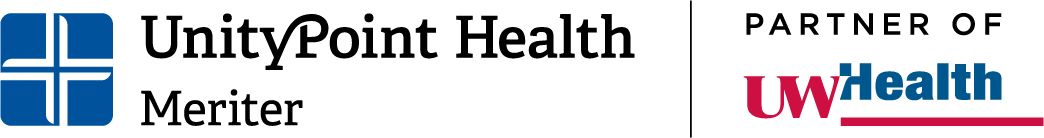 UnityPoint Health
Meriter
PARTNER OF
UWHealth